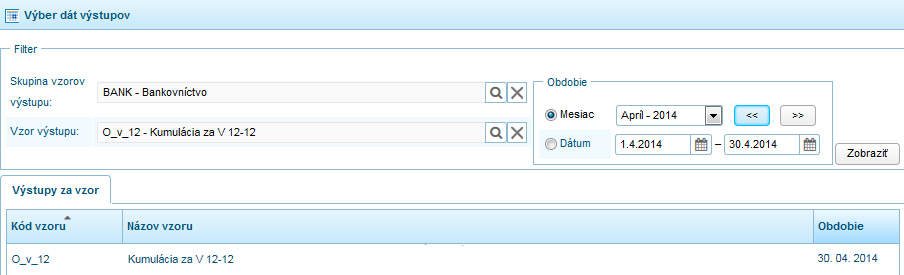 Výber dát výstupov
Filter
Skupina vzorov
výstupu:
BANK - Bankovníctvo
Vzor výstupu:
O_v_12 - Kumulácia za V 12-12
Obdobie
Mesiac
Apríl - 2014
<<
>>
Dátum
1.4.2014
–
30.4.2014
Zobraziť
Výstupy za vzor
Kód vzoru
Názov vzoru
Obdobie
O_v_12
Kumulácia za V 12-12
30. 04. 2014